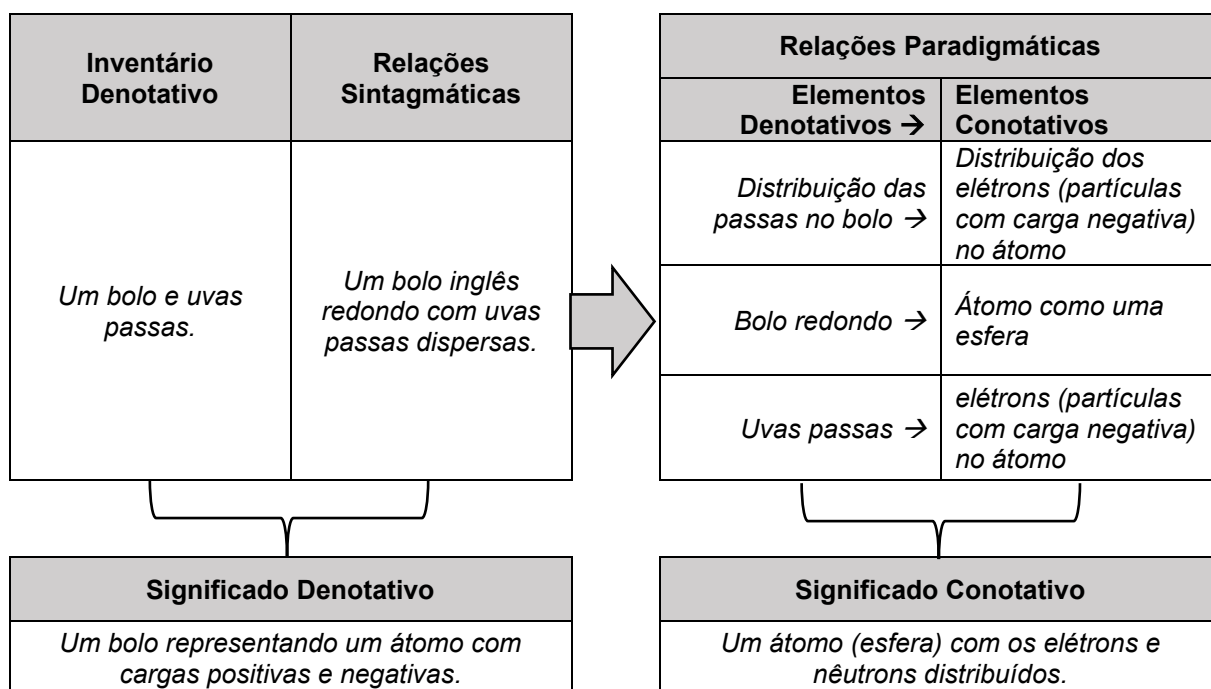 Inventário
Denotativo
Relações
Sintagmáticas
Um bolo e uvas
passas.
Um bolo inglês
redondo com uvas
passas dispersas.
Relações Paradigmáticas
Elementos
Denotativos →
Elementos
Conotativos
Distribuição das
passas no bolo →
Distribuição dos
elétrons (partículas
com carga negativa)
no átomo
Bolo redondo →
Átomo como uma
esfera
Uvas passas →
elétrons (partículas
com carga negativa)
no átomo
Significado Denotativo
Um bolo representando um átomo com
cargas positivas e negativas.
Significado Conotativo
Um átomo (esfera) com os elétrons e
nêutrons distribuídos.